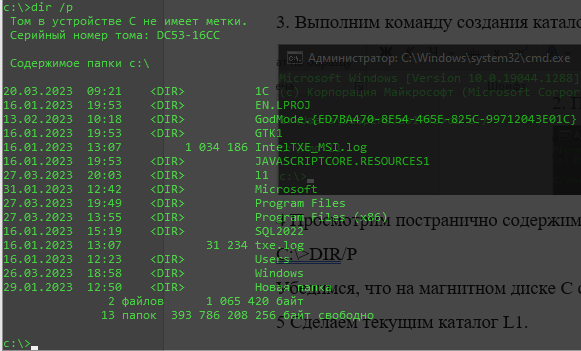 c:\>dir /p
Том в устройстве C не имеет метки.
Серийный номер тома: DC53-16CC
Содержимое папки c:\
20.03.2023 09:21 <DIR> 1C
16.01.2023 19:53 <DIR> EN.LPROJ
13.02.2023 10:18 <DIR> GodMode.{ED7BA470-8E54-465E-825C-99712043E01C}
16.01.2023 19:53 <DIR> GTK1
16.01.2023 13:07 1 034 186 IntelTXE_MSI.log
16.01.2023 19:53 <DIR> JAVASCRIPTCORE.RESOURCES1
27.03.2023 20:03 <DIR> l1
31.03.2023 12:42 <DIR> Microsoft
27.03.2023 19:49 <DIR> Program Files
27.03.2023 13:55 <DIR> Program Files (x86)
16.01.2023 15:19 <DIR> SQL2022
16.01.2023 13:07 31 234 txe.log
16.01.2023 12:23 <DIR> Users
26.03.2023 18:58 <DIR> Windows
29.01.2023 12:50 <DIR> Новая папка
2 файлов 1 065 420 байт
13 папок 393 786 208 256 байт свободно
c:\>
3. Выполним команду создания катало
Администратор: C:\Windows\system32\cmd.exe
Microsoft Windows [Version 10.0.19044.1288]
(c) Корпорация Майкрософт (Microsoft Corpor
c:\>
Просмотрим постранично содержим
C:\>DIR/P
Убедимся, что на магнитном диске C с
5 Сделаем текущим каталог L1.